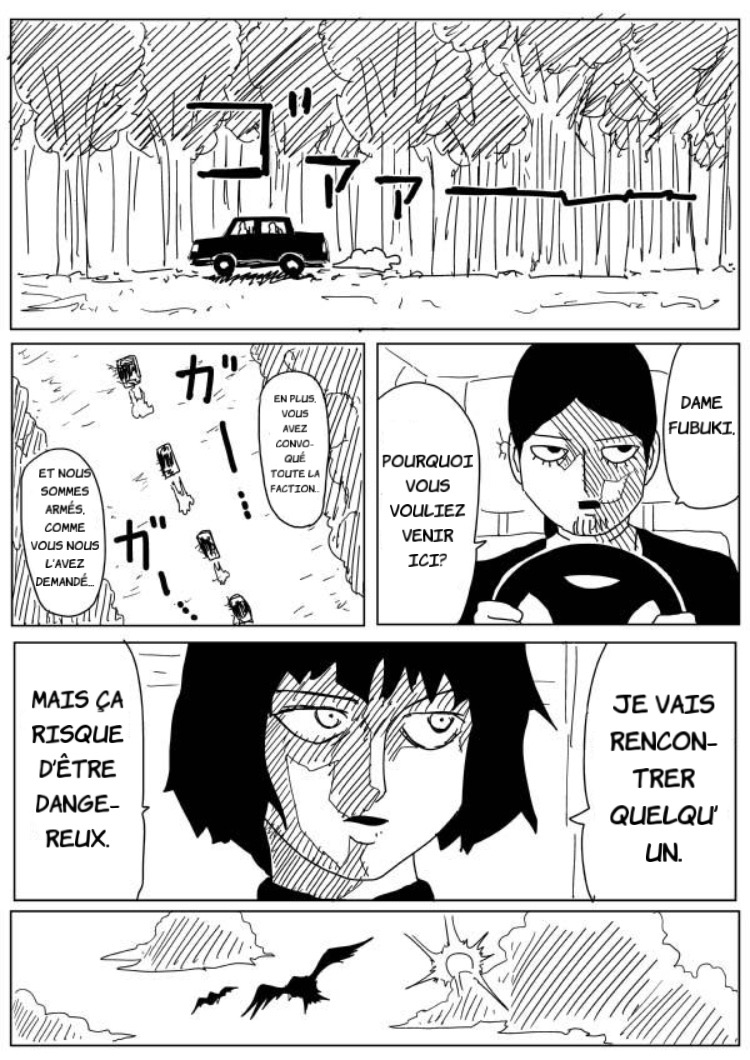 ゴアアー
DAME
FUBUKI.
POURQUOI
VOUS
VOULIEZ
VENIR
ICI?
ガー...
EN PLUS,
VOUS
AVEZ
CONVO-
QUÉ
TOUTE LA
FACTION...
ET NOUS
SOMMES
ARMÉS,
COMME
VOUS NOUS
L'AVEZ
DEMANDÉ...
ガー...
JE VAIS
RENCON-
TRER
QUELQU'
UN.
MAIS ÇA
RISQUE
D'ÊTRE
DANGE-
REUX.